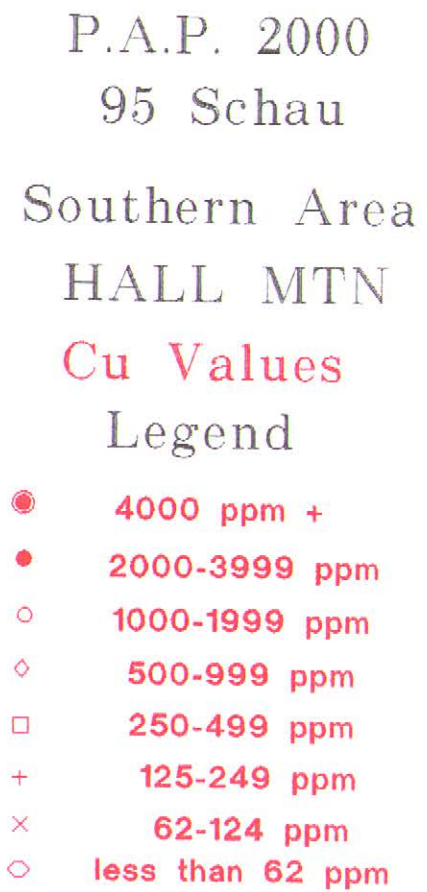 P.A.P. 2000
95 Schau
Southern Area
HALL MTN
Cu Values
Legend
4000 ppm +
2000-3999 ppm
1000-1999 ppm
500-999 ppm
250-499 ppm
125-249 ppm
62-124 ppm
less than 62 ppm